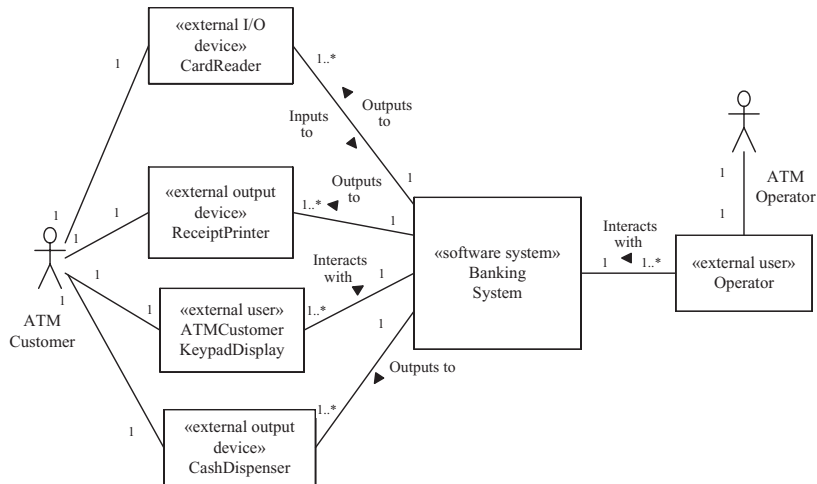 «external I/O
device»
CardReader
1
1..*
Outputs
to
Inputs
to
1
1
«external output
device»
ReceiptPrinter
1
1
1..*
Outputs
to
1
ATM
Customer
1
1
1
«external user»
ATMCustomer
KeypadDisplay
1..*
Interacts
with
1
«software system»
Banking
System
1
Outputs to
1
1..*
«external output
device»
CashDispenser
Interacts
with
1
1..*
1
ATM
Operator
1
«external user»
Operator